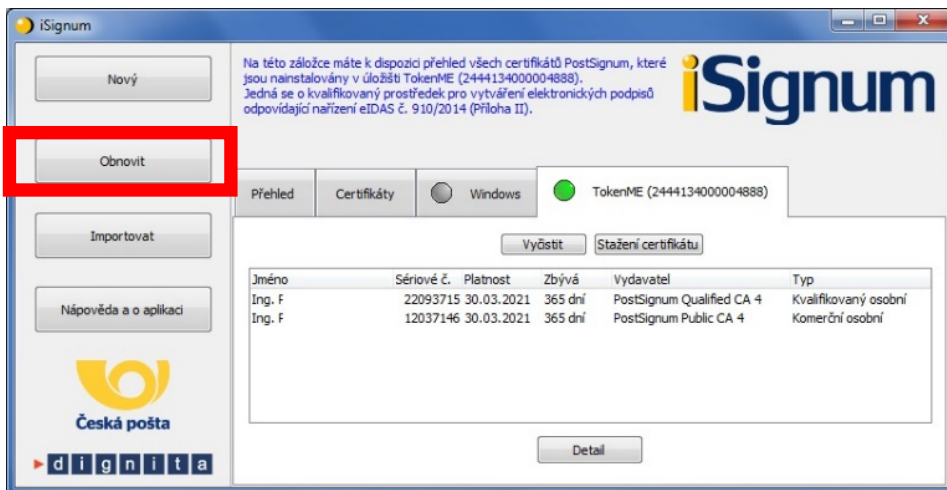 iSignum
Nový
Obnovit
Importovat
Nápověda a o aplikaci
Česká pošta
dignita
Na této záložce máte k dispozici přehled všech certifikátů PostSignum, které
jsou nainstalovány v úložišti TokenME (2444134000004888).
Jedná se o kvalifikovaný prostředek pro vytváření elektronických podpisů
odpovídající nařízení eIDAS č. 910/2014 (Příloha II).
iSignum
Přehled Certifikáty Windows TokenME (2444134000004888)
Vyčistit Stažení certifikátu
Jméno Sériové č. Platnost Zbývá Vydavatel Typ
Ing. F 22093715 30.03.2021 365 dní PostSignum Qualified CA 4 Kvalifikovaný osobní
Ing. F 12037146 30.03.2021 365 dní PostSignum Public CA 4 Komerční osobní
Detail